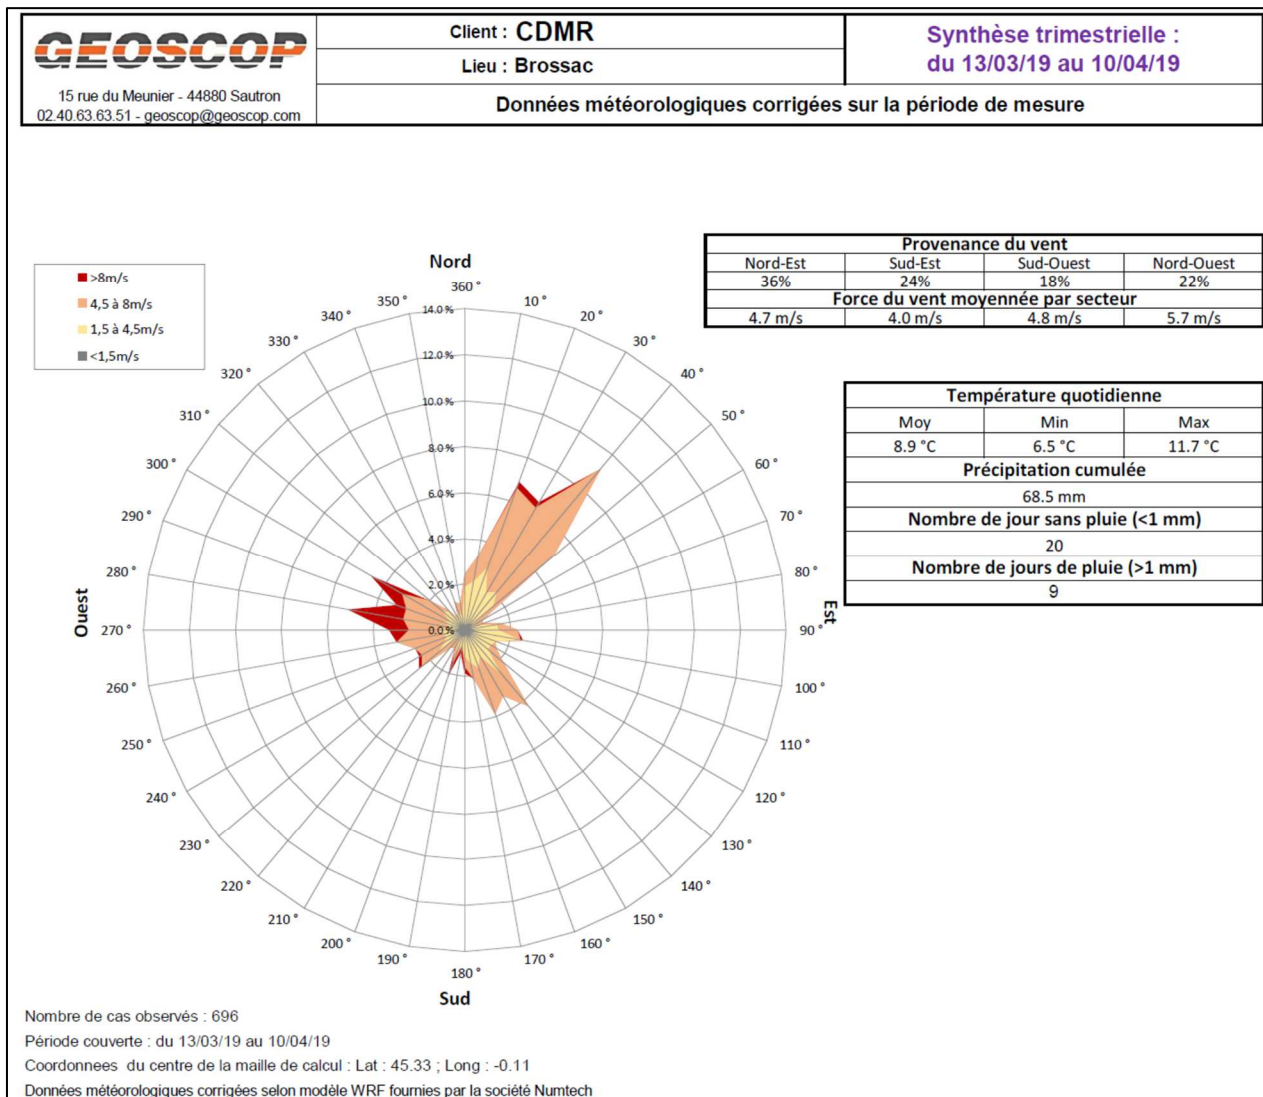 GEOSCOP
15 rue du Meunier - 44880 Sautron
02.40.63.63.51 - geoscop@geoscop.com
Client : CDMR
Lieu : Brossac
Synthèse trimestrielle :
du 13/03/19 au 10/04/19
Données météorologiques corrigées sur la période de mesure
Provenance du vent
Nord-Est Sud-Est Sud-Ouest Nord-Ouest
36% 24% 18% 22%
Force du vent moyennée par secteur
4.7 m/s 4.0 m/s 4.8 m/s 5.7 m/s
Température quotidienne
Moy Min Max
8.9 °C 6.5 °C 11.7 °C
Précipitation cumulée
68.5 mm
Nombre de jour sans pluie (<1 mm)
20
Nombre de jours de pluie (>1 mm)
9
>8m/s
4,5 à 8m/s
1,5 à 4,5m/s
<1,5m/s
Nord
360 °
10 °
20 °
30 °
40 °
50 °
60 °
70 °
80 °
90 °
Est
100 °
110 °
120 °
130 °
140 °
150 °
160 °
170 °
180 °
Sud
190 °
200 °
210 °
220 °
230 °
240 °
250 °
260 °
270 °
Ouest
280 °
290 °
300 °
310 °
320 °
330 °
340 °
350 °
14.0 %
12.0 %
10.0 %
8.0 %
6.0 %
4.0 %
2.0 %
0.0 %
Nombre de cas observés : 696
Période couverte : du 13/03/19 au 10/04/19
Coordonnees du centre de la maille de calcul : Lat : 45.33 ; Long : -0.11
Données météorologiques corrigées selon modèle WRF fournies par la société Numtech